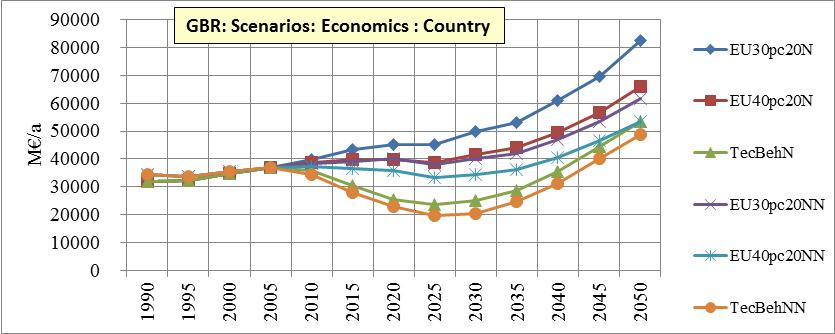 GBR: Scenarios: Economics : Country
M€/a
90000
80000
70000
60000
50000
40000
30000
20000
10000
0
1990
1995
2000
2005
2010
2015
2020
2025
2030
2035
2040
2045
2050
EU30pc20N
EU40pc20N
TecBehN
EU30pc20NN
EU40pc20NN
TecBehNN